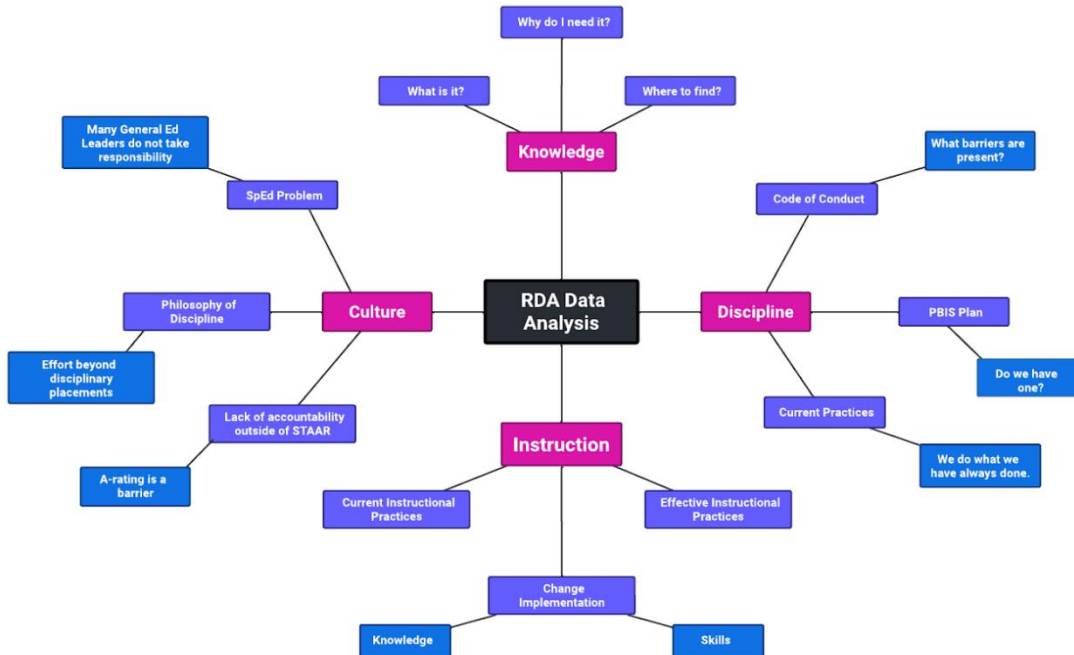 Why do I need it?
What is it?
Where to find?
Knowledge
Many General Ed
Leaders do not take
responsibility
SpEd Problem
What barriers are
present?
Code of Conduct
Philosophy of
Discipline
Culture
RDA Data
Analysis
Discipline
PBIS Plan
Effort beyond
disciplinary
placements
Do we have
one?
Lack of accountability
outside of STAAR
Current Practices
A-rating is a
barrier
We do what we
have always done.
Instruction
Current Instructional
Practices
Effective Instructional
Practices
Change
Implementation
Knowledge
Skills